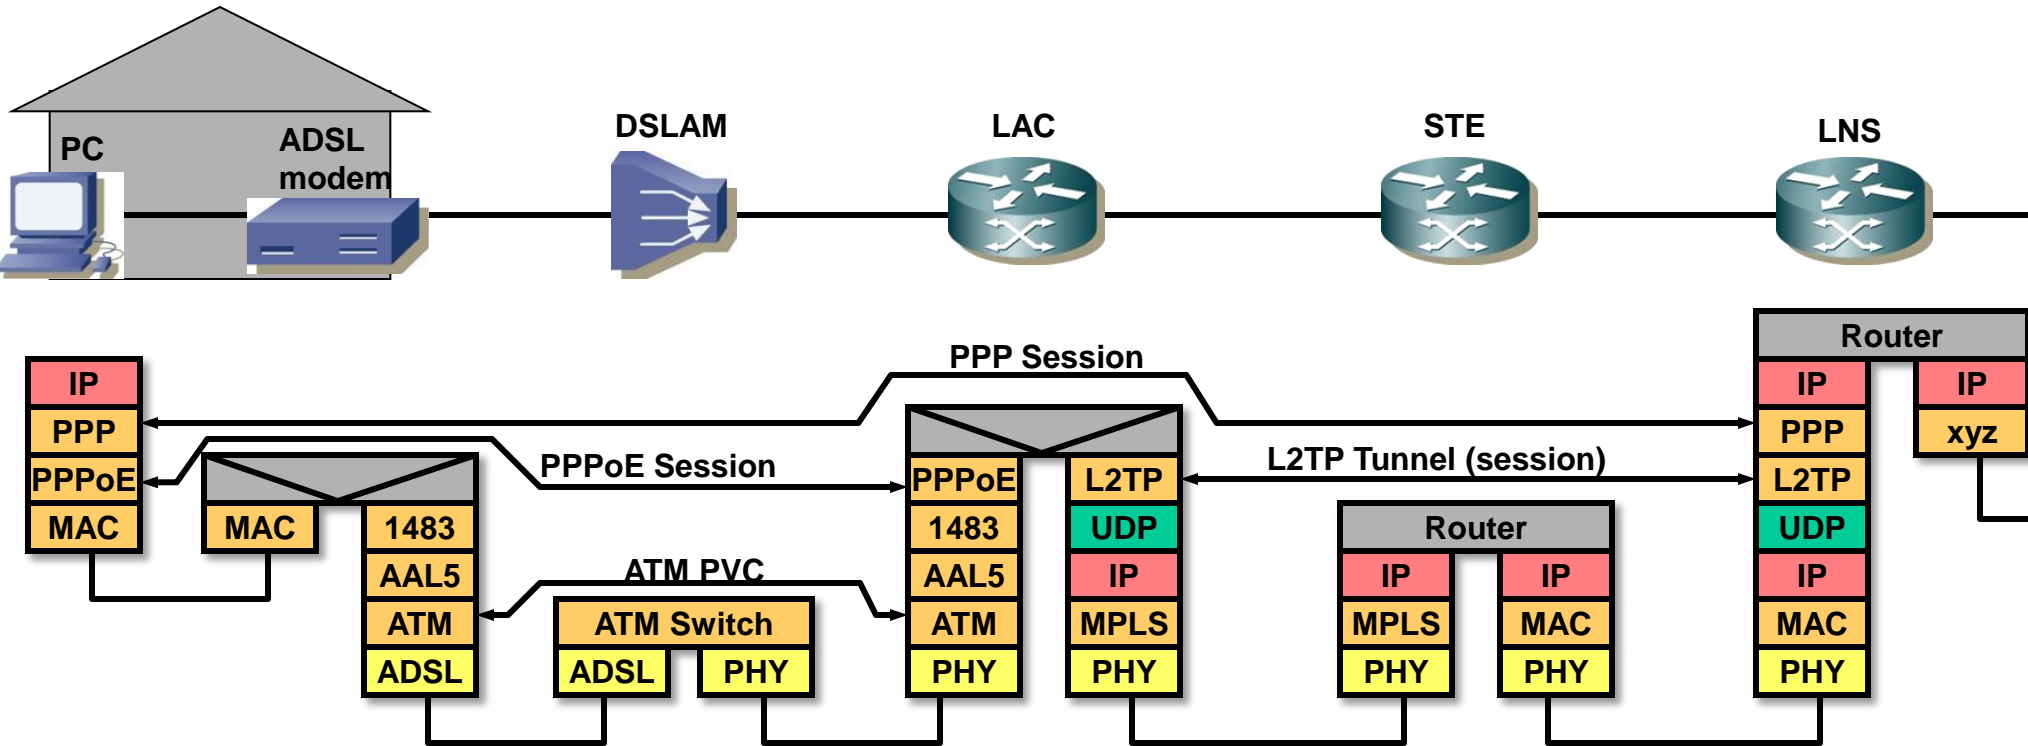 PC
ADSL
modem
DSLAM
LAC
STE
LNS
PPP Session
PPPoE Session
L2TP Tunnel (session)
ATM PVC
IP
PPP
PPPoE
MAC
MAC
1483
AAL5
ATM
ADSL
ATM Switch
ADSL
PHY
PPPoE
1483
AAL5
ATM
PHY
L2TP
UDP
IP
MPLS
PHY
Router
IP
MPLS
PHY
IP
MAC
PHY
Router
IP
PPP
L2TP
UDP
IP
MAC
PHY
IP
xyz